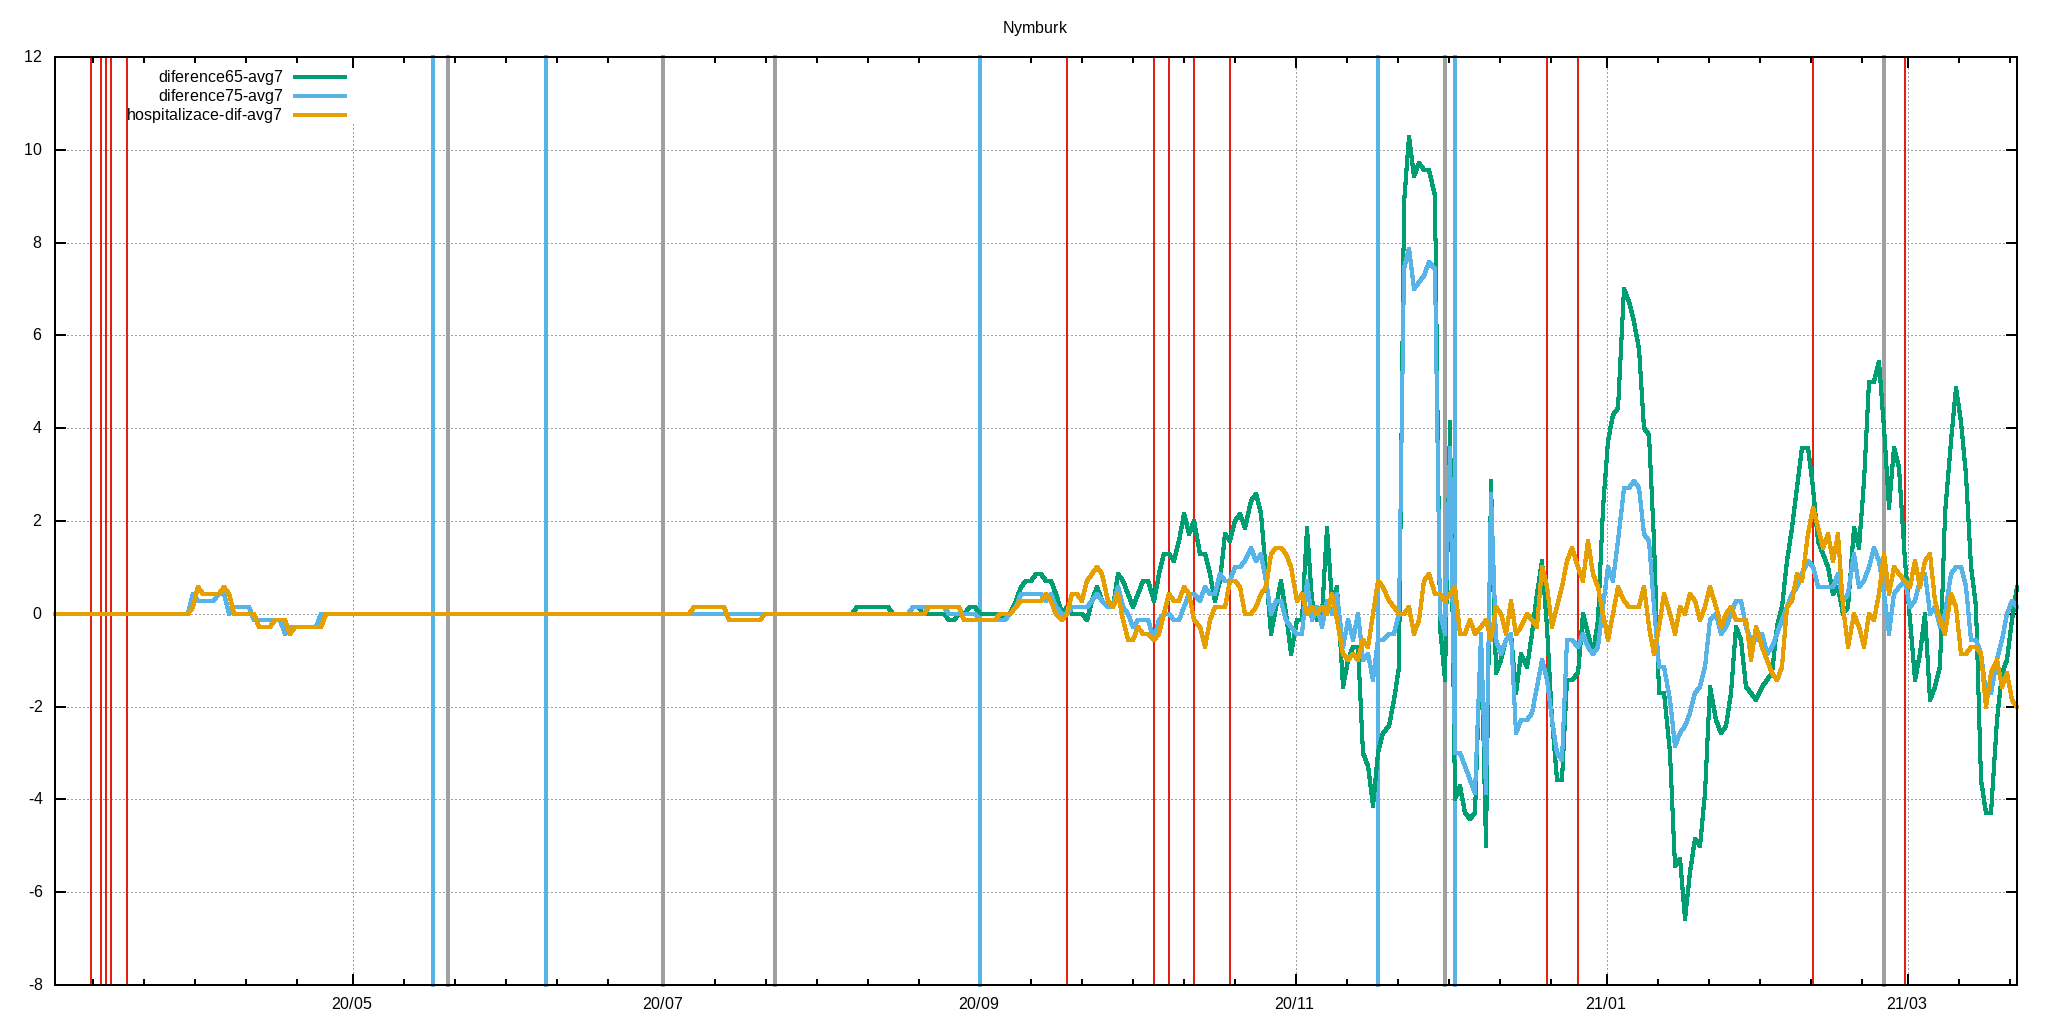 Nymburk
12
diference65-avg7
diference75-avg7
hospitalizace-dif-avg7
10
8
6
4
2
0
-2
-4
-6
-8
20/05 20/07 20/09 20/11 21/01 21/03